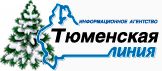 ИНФОРМАЦИОННОЕ АГЕНТСТВО
Тюменская
ЛИНИЯ